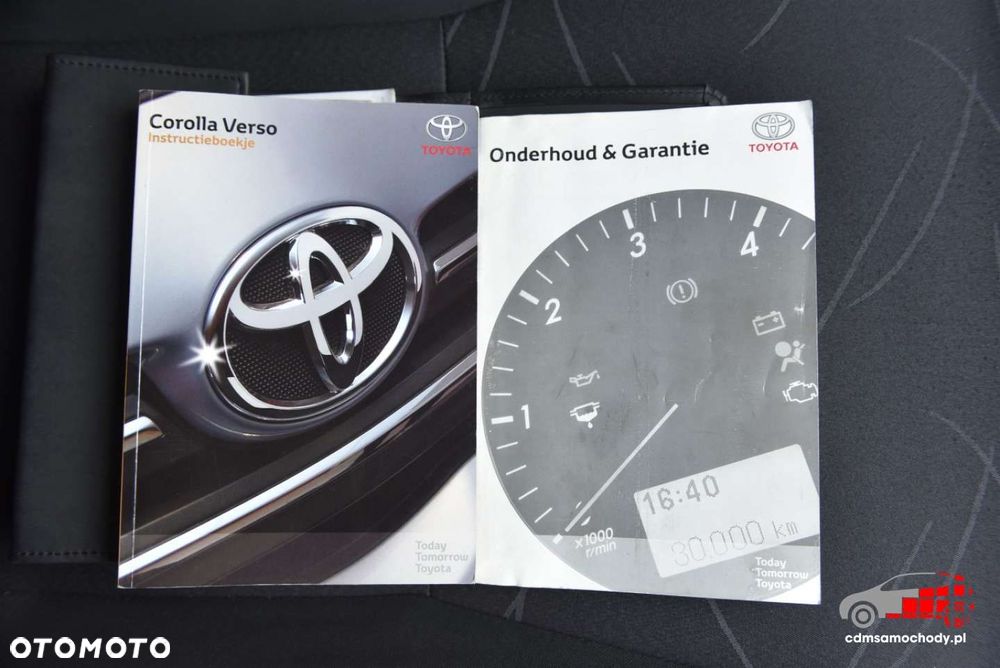 Corolla Verso
Instructieboekje
TOYOTA
Today
Tomorrow
Toyota
Onderhoud & Garantie
TOYOTA
1
2
3
4
x1000
r/min
16:40
30.000 km
Today
Tomorrow
Toyota
OTOMOTO
cdmsamochody.pl